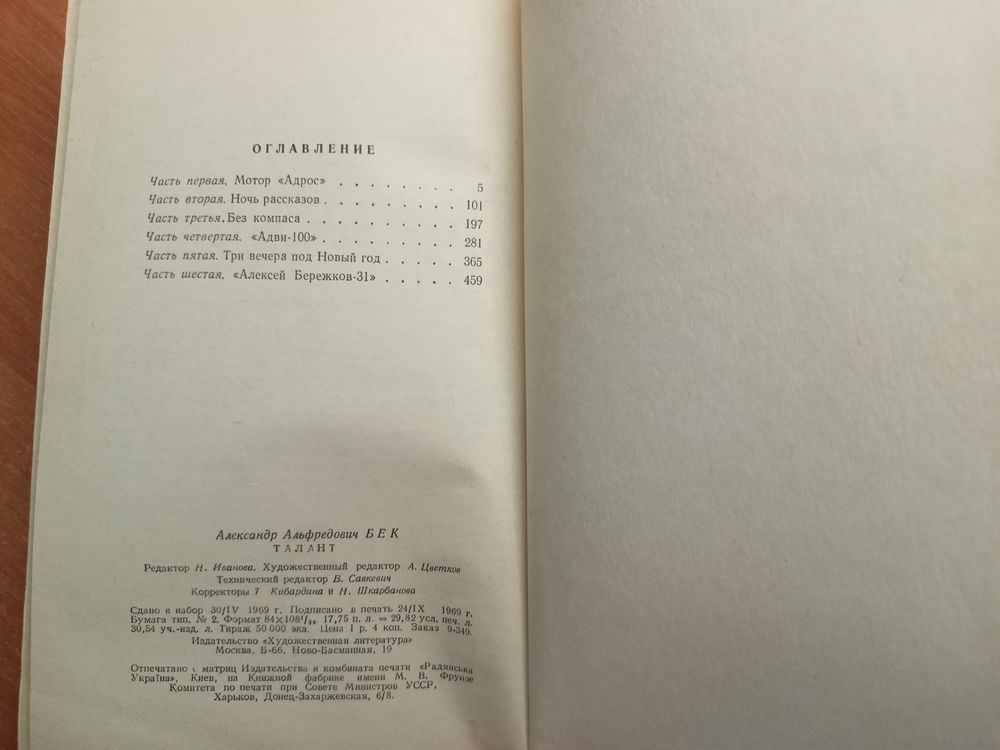 ОГЛАВЛЕНИЕ
Часть первая, Мотор «Адрос» . . . . . . . . 5
Часть вторая. Ночь рассказов . . . . . . . . . 101
Часть третья. Без компаса . . . . . . . . . . 197
Часть четвертая. «Адви-100» . . . . . . . . . 281
Часть пятая. Три вечера под Новый год . . . . . 365
Часть шестая. «Алексей Бережков-31» . . . . . 459
Александр Альфредович БЕК
ТАЛАНТ
Редактор Н. Иванова. Художественный редактор А. Цветков
Технический редактор В. Савкевич
Корректоры Т Кибардина и Н. Шкарбанова
Сдано в набор 30/IV 1969 г. Подписано в печать 24/IX 1969 г.
Бумага тип. № 2. Формат 84×108¹/₃₂ 17,75 п. л. = 29,82 усл. печ. л.
30,54 уч.-изд. л. Тираж 50 000 экз. Цена 1 р. 4 коп. Заказ 9-349.
Издательство «Художественная литература»
Москва, Б-66, Ново-Басманная, 19
Отпечатано с матриц Издательства и комбината печати «Радянська
Україна», Киев, на Книжной фабрике имени М. В. Фрунзе
Комитета по печати при Совете Министров УССР,
Харьков, Донец-Захаржевская, 6/8.